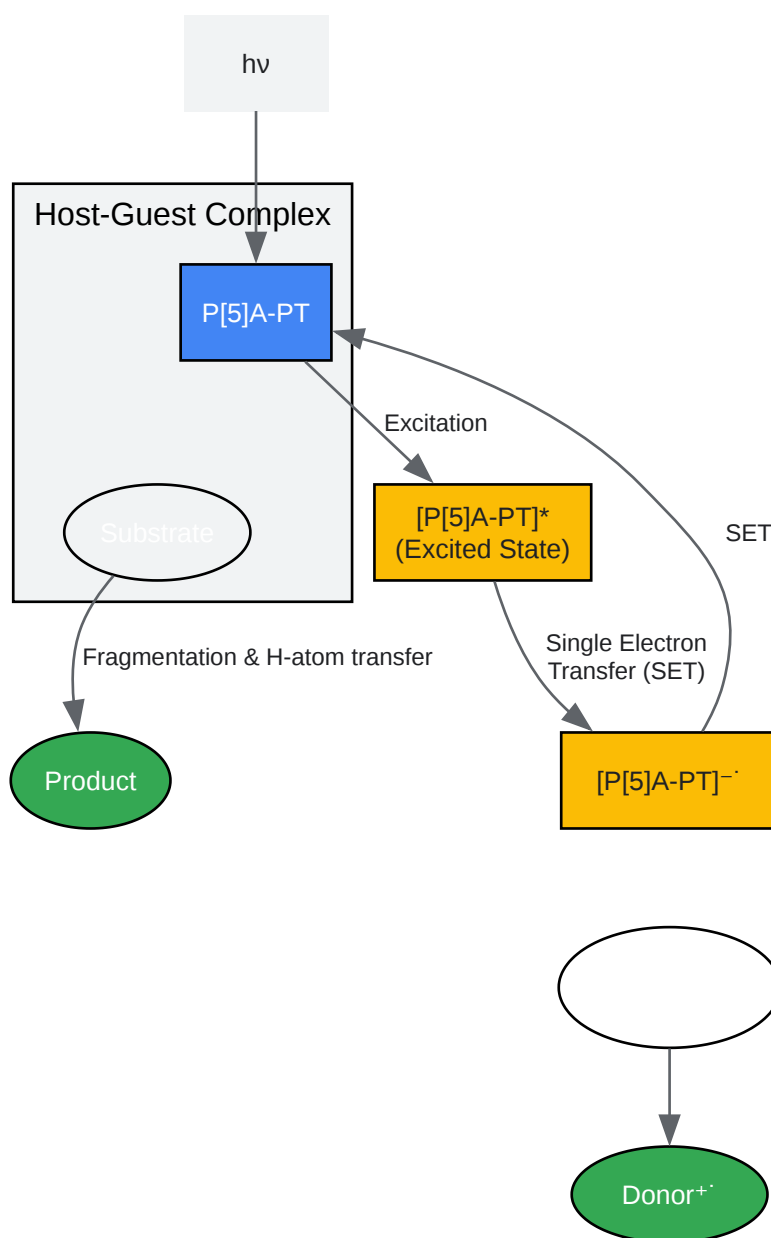 hν
Host-Guest Complex
P[5]A-PT
Excitation
Substrate
[P[5]A-PT]*
(Excited State)
SET
Single Electron
Transfer (SET)
Fragmentation & H-atom transfer
Product
[P[5]A-PT]⁻˙
Donor⁺˙